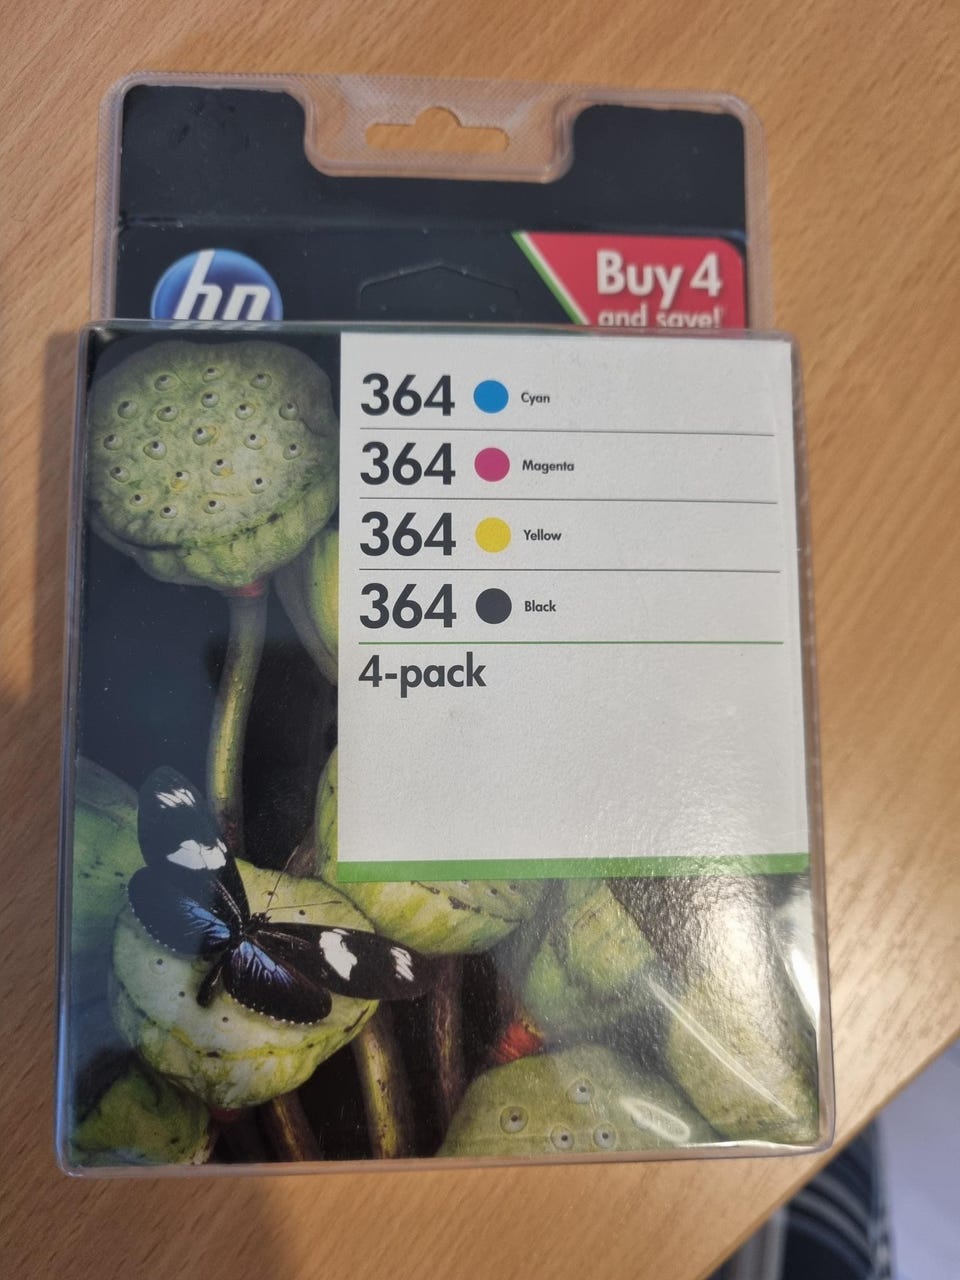 hp
Buy 4
and save!
364 Cyan
364 Magenta
364 Yellow
364 Black
4-pack